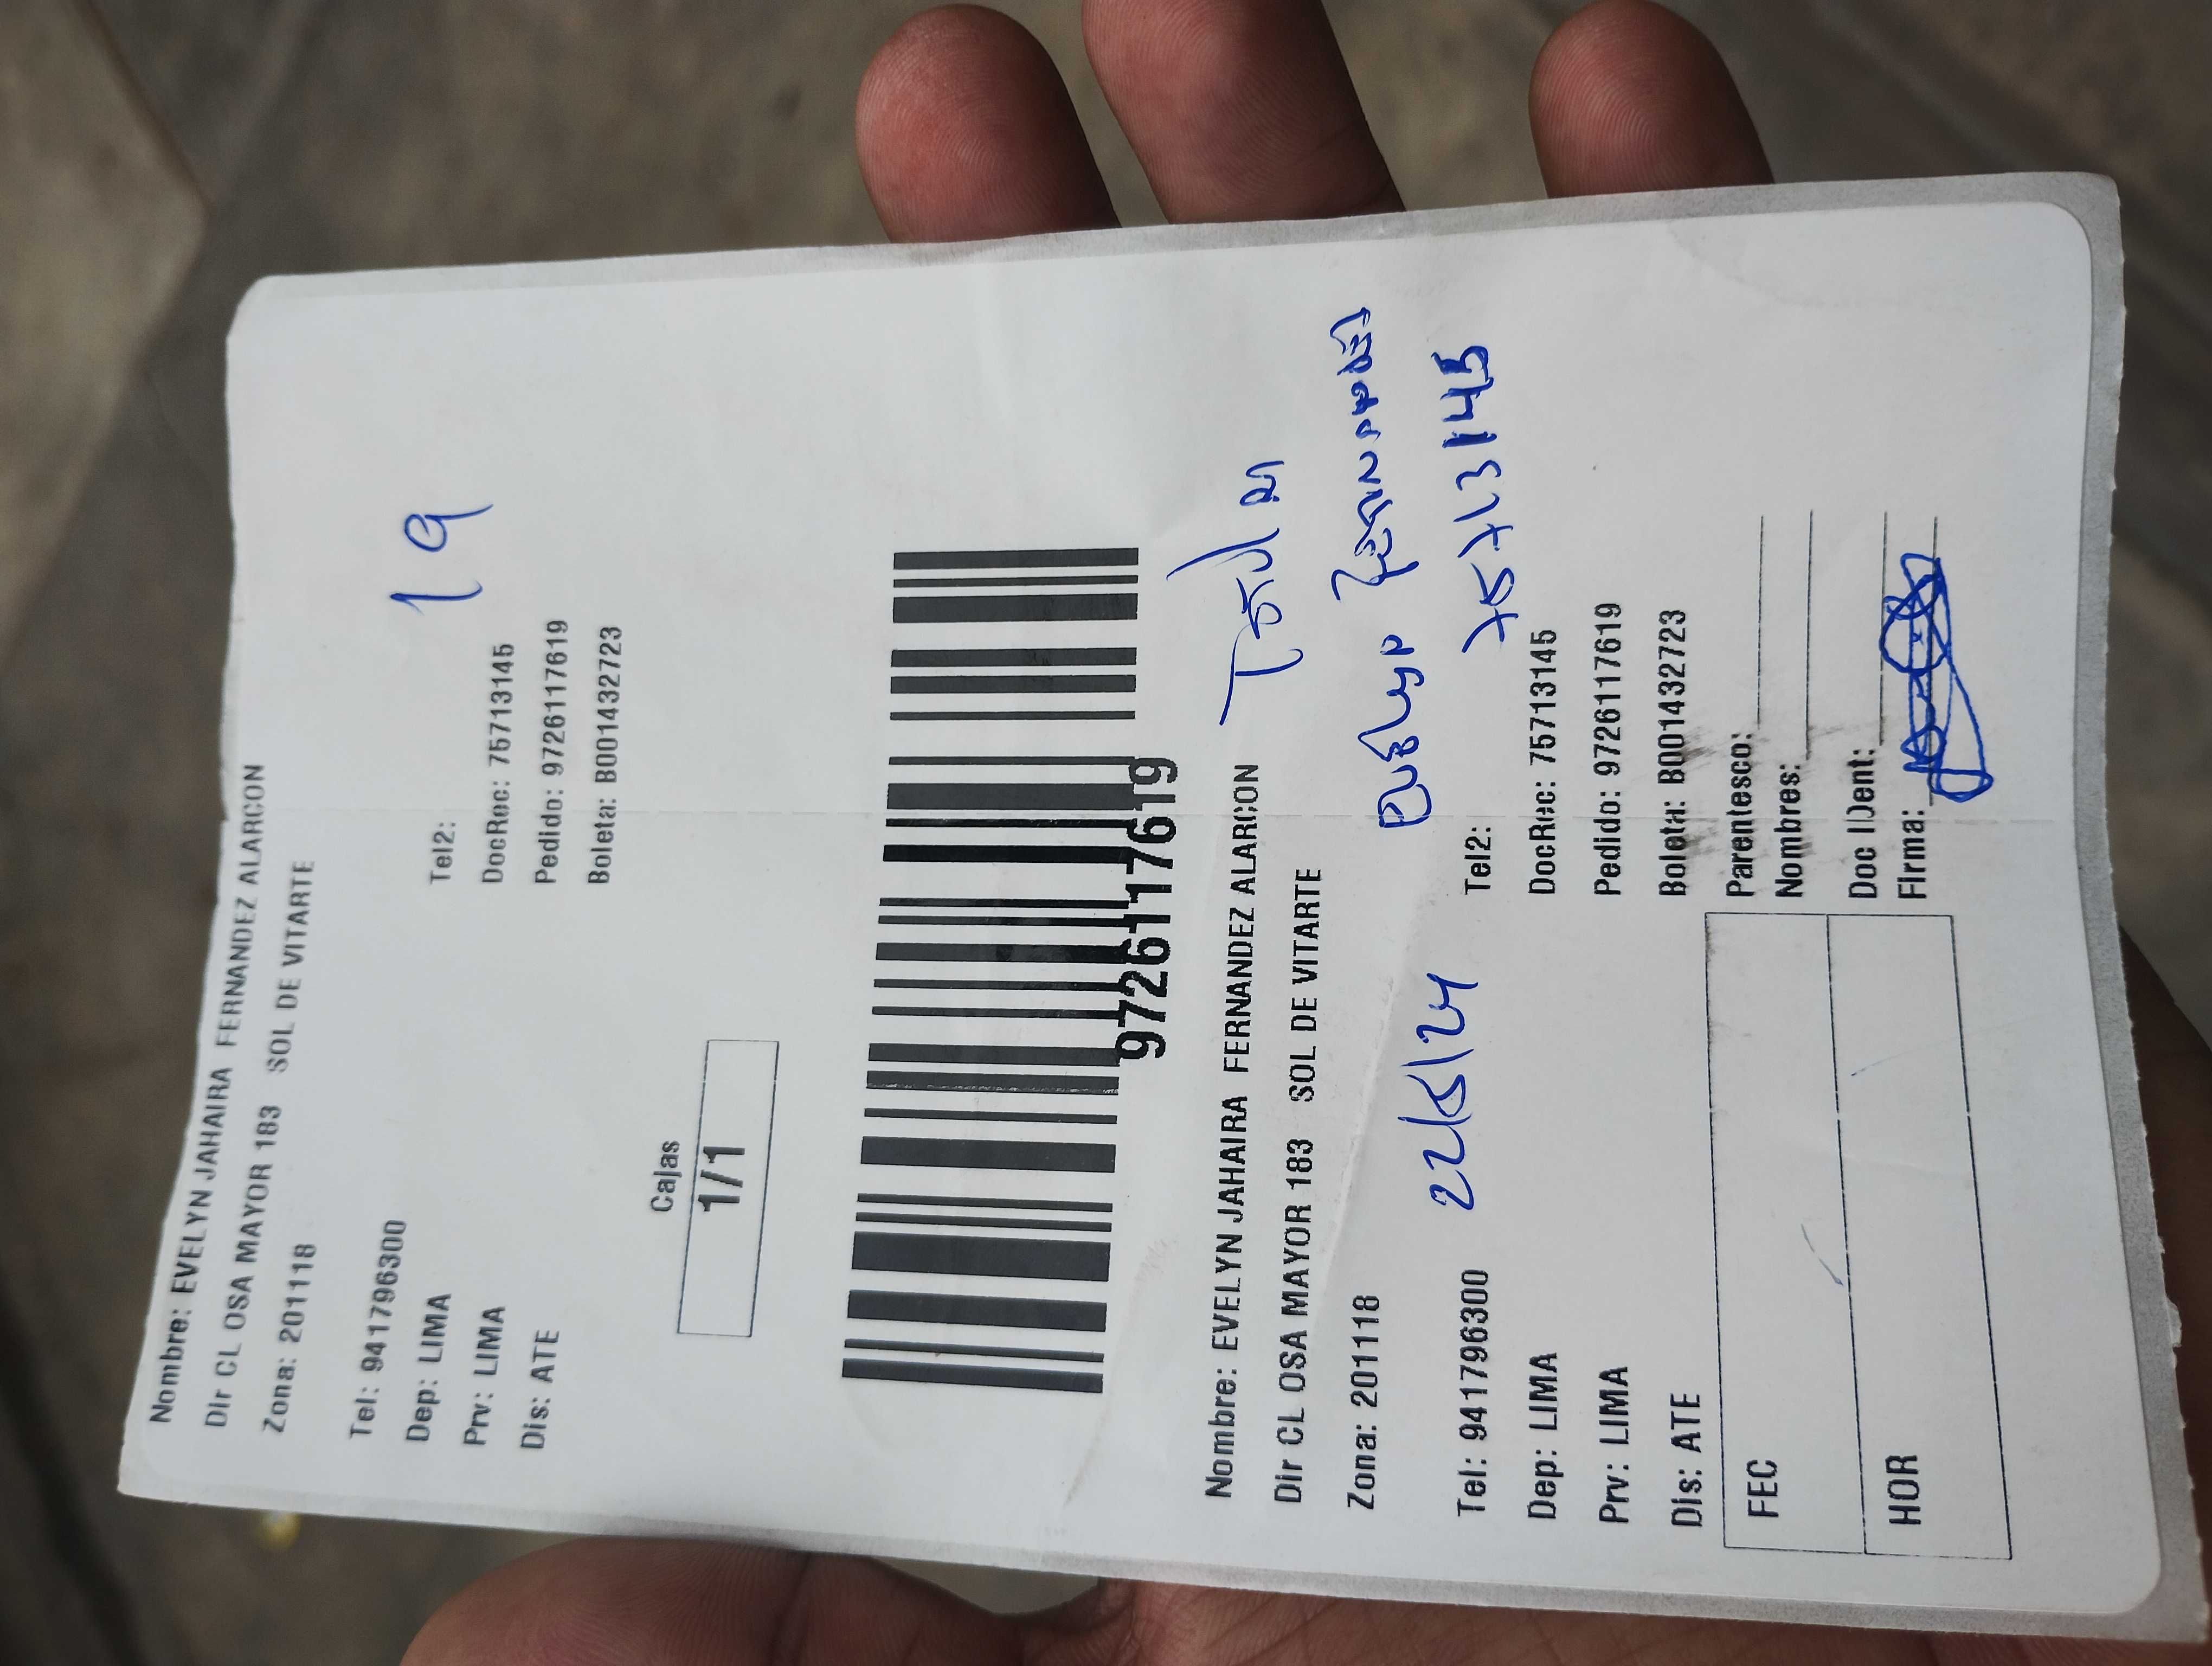 Nombre: EVELYN JAHAIRA FERNANDEZ ALARCON
Dir CL OSA MAYOR 183 SOL DE VITARTE
Zona: 201118
19
Tel: 941796300 Tel2:
Dep: LIMA DocRec: 75713145
Prv: LIMA Pedido: 9726117619
Dis: ATE Boleta: B001432723
Cajas
1/1
9726117619
Nombre: EVELYN JAHAIRA FERNANDEZ ALARCON
Titular
Dir CL OSA MAYOR 183 SOL DE VITARTE
Zona: 201118
Evelyn Fernandez
22/5/24
75713145
Tel: 941796300 Tel2:
Dep: LIMA DocRec: 75713145
Prv: LIMA Pedido: 9726117619
Dis: ATE Boleta: B001432723
FEC
Parentesco:
Nombres:
HOR
Doc IDent:
Firma: